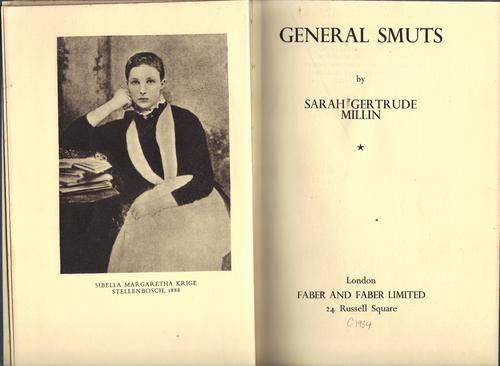 SIBELLA MARGARETHA KRIGE
STELLENBOSCH, 1888
GENERAL SMUTS
by
SARAH GERTRUDE
MILLIN
London
FABER AND FABER LIMITED
24 Russell Square
C1934